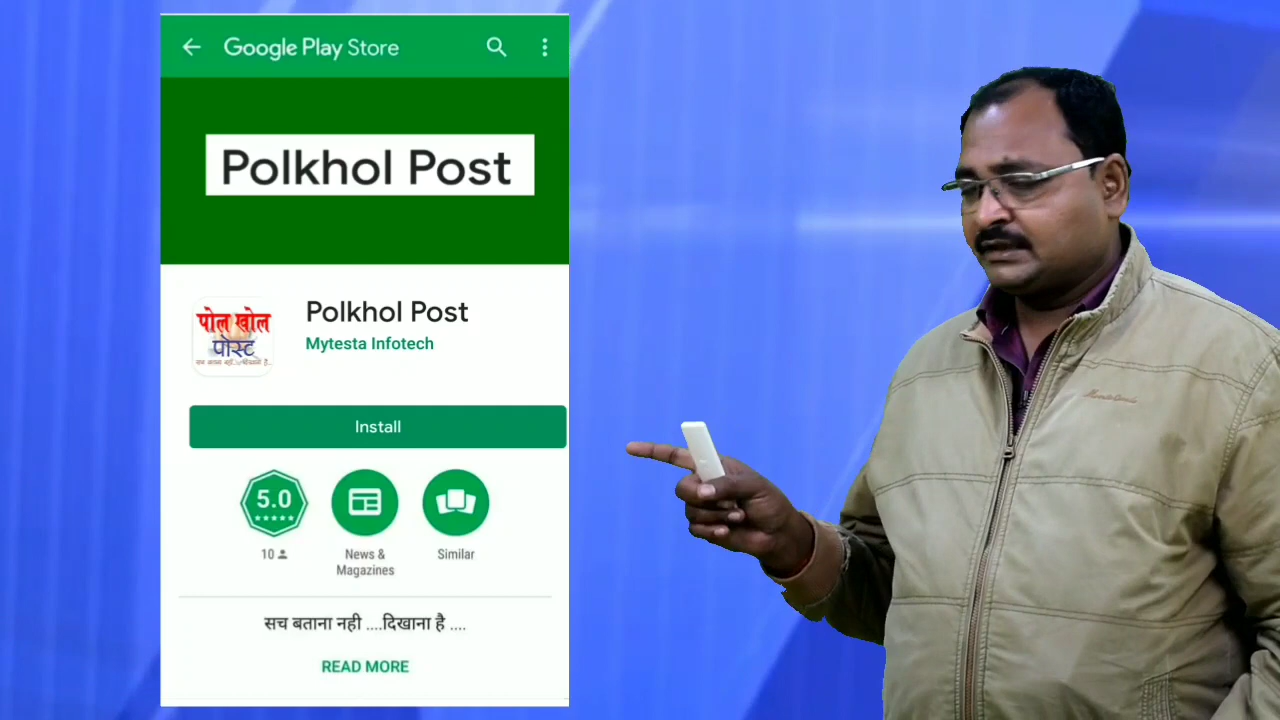 Google Play Store
Polkhol Post
पोल खोल
पोस्ट
Polkhol Post
Mytesta Infotech
Install
5.0
10
News &
Magazines
Similar
सच बताना नही ....दिखाना है ....
READ MORE